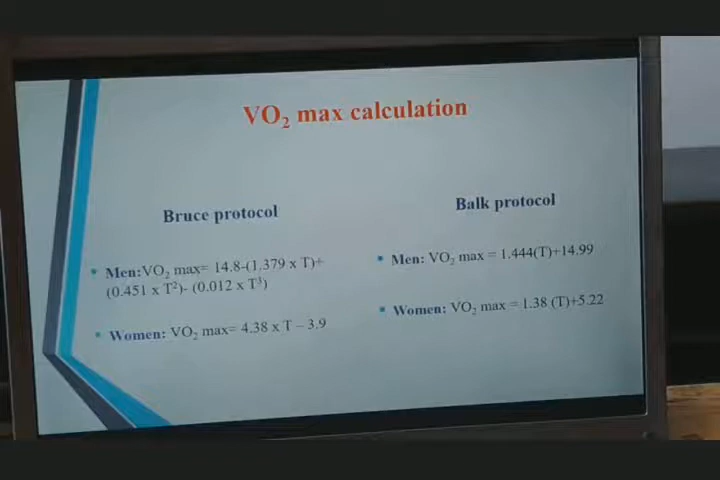 VO₂ max calculation
Bruce protocol
• Men:VO₂ max= 14.8-(1.379 x T)+
(0.451 x T²)- (0.012 x T³)
• Women: VO₂ max= 4.38 x T – 3.9
Balk protocol
• Men: VO₂ max = 1.444(T)+14.99
• Women: VO₂ max = 1.38 (T)+5.22